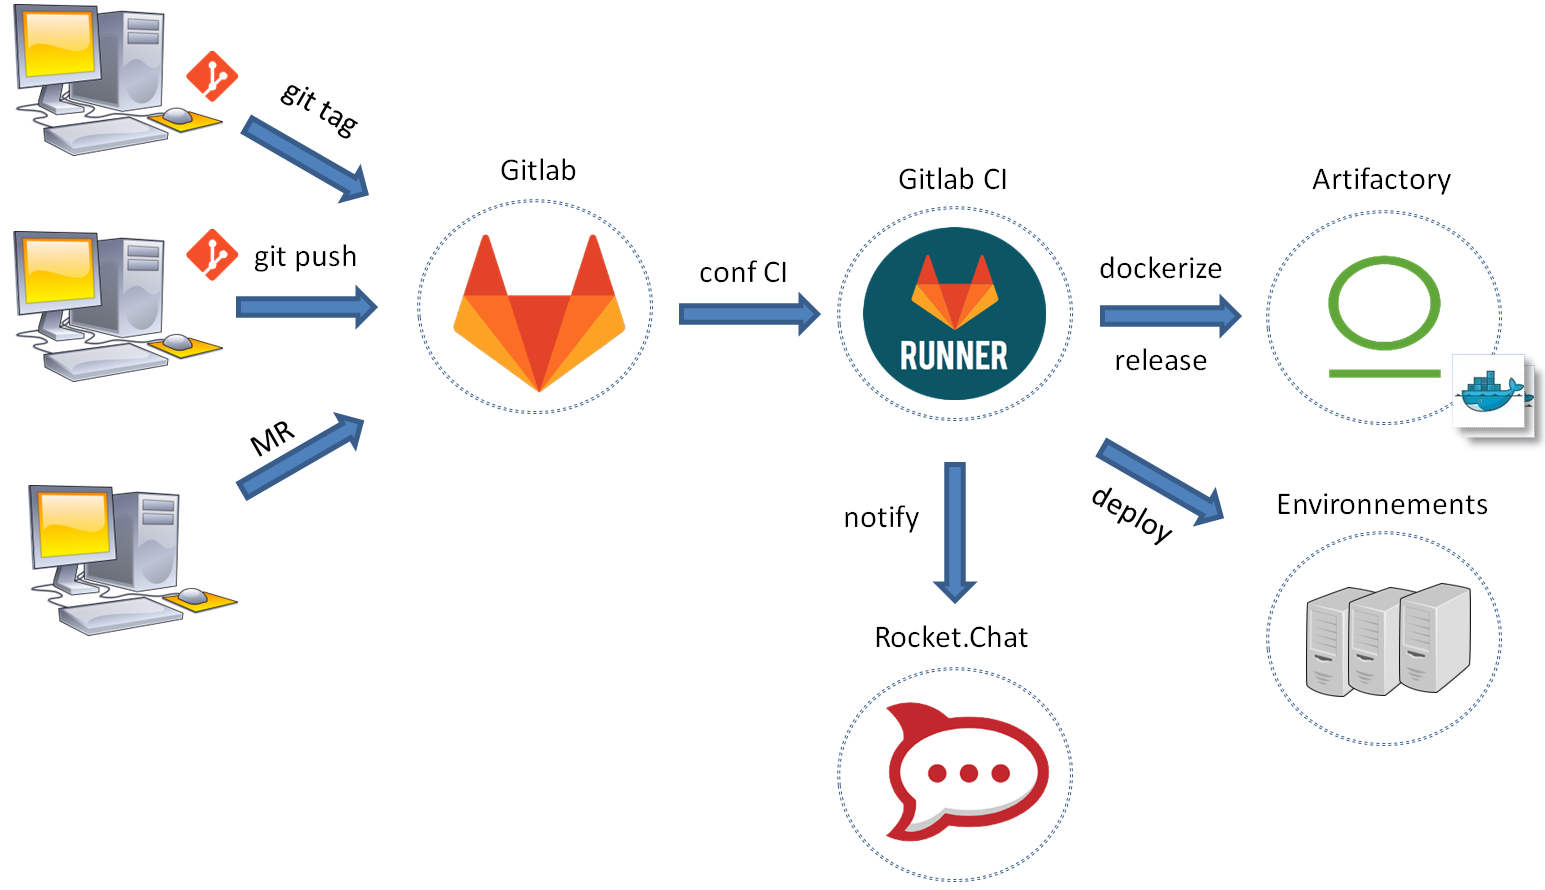 git tag
Gitlab
Gitlab CI
Artifactory
git push
conf CI
dockerize
RUNNER
release
MR
notify
deploy
Environnements
Rocket.Chat